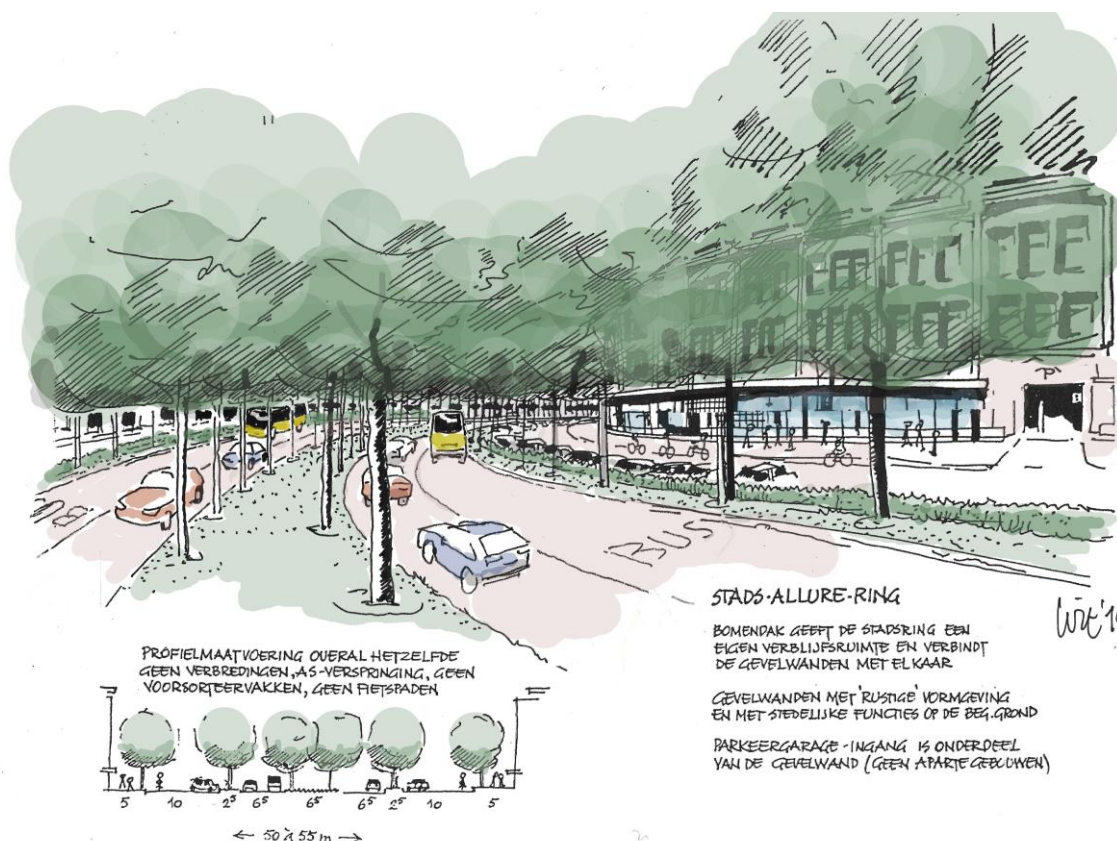 BUS
STADS-ALLURE-RING
BOMENDAK GEEFT DE STADSRING EEN
EIGEN VERBLIJFSRUIMTE EN VERBINDT
DE GEVELWANDEN MET ELKAAR
GEVELWANDEN MET 'RUSTIGE' VORMGEVING
EN MET STEDELIJKE FUNCTIES OP DE BEG.GROND
PARKEERGARAGE-INGANG IS ONDERDEEL
VAN DE GEVELWAND (GEEN APARTE GEBOUWEN)
PROFIELMAATVOERING OVERAL HETZELFDE
GEEN VERBREDINGEN, AS-VERSPRINGING, GEEN
VOORSORTEERVAKKEN, GEEN FIETSPADEN
5 10 2⁵ 6⁵ 6⁵ 6⁵ 2⁵ 10 5
← 50 à 55 m →